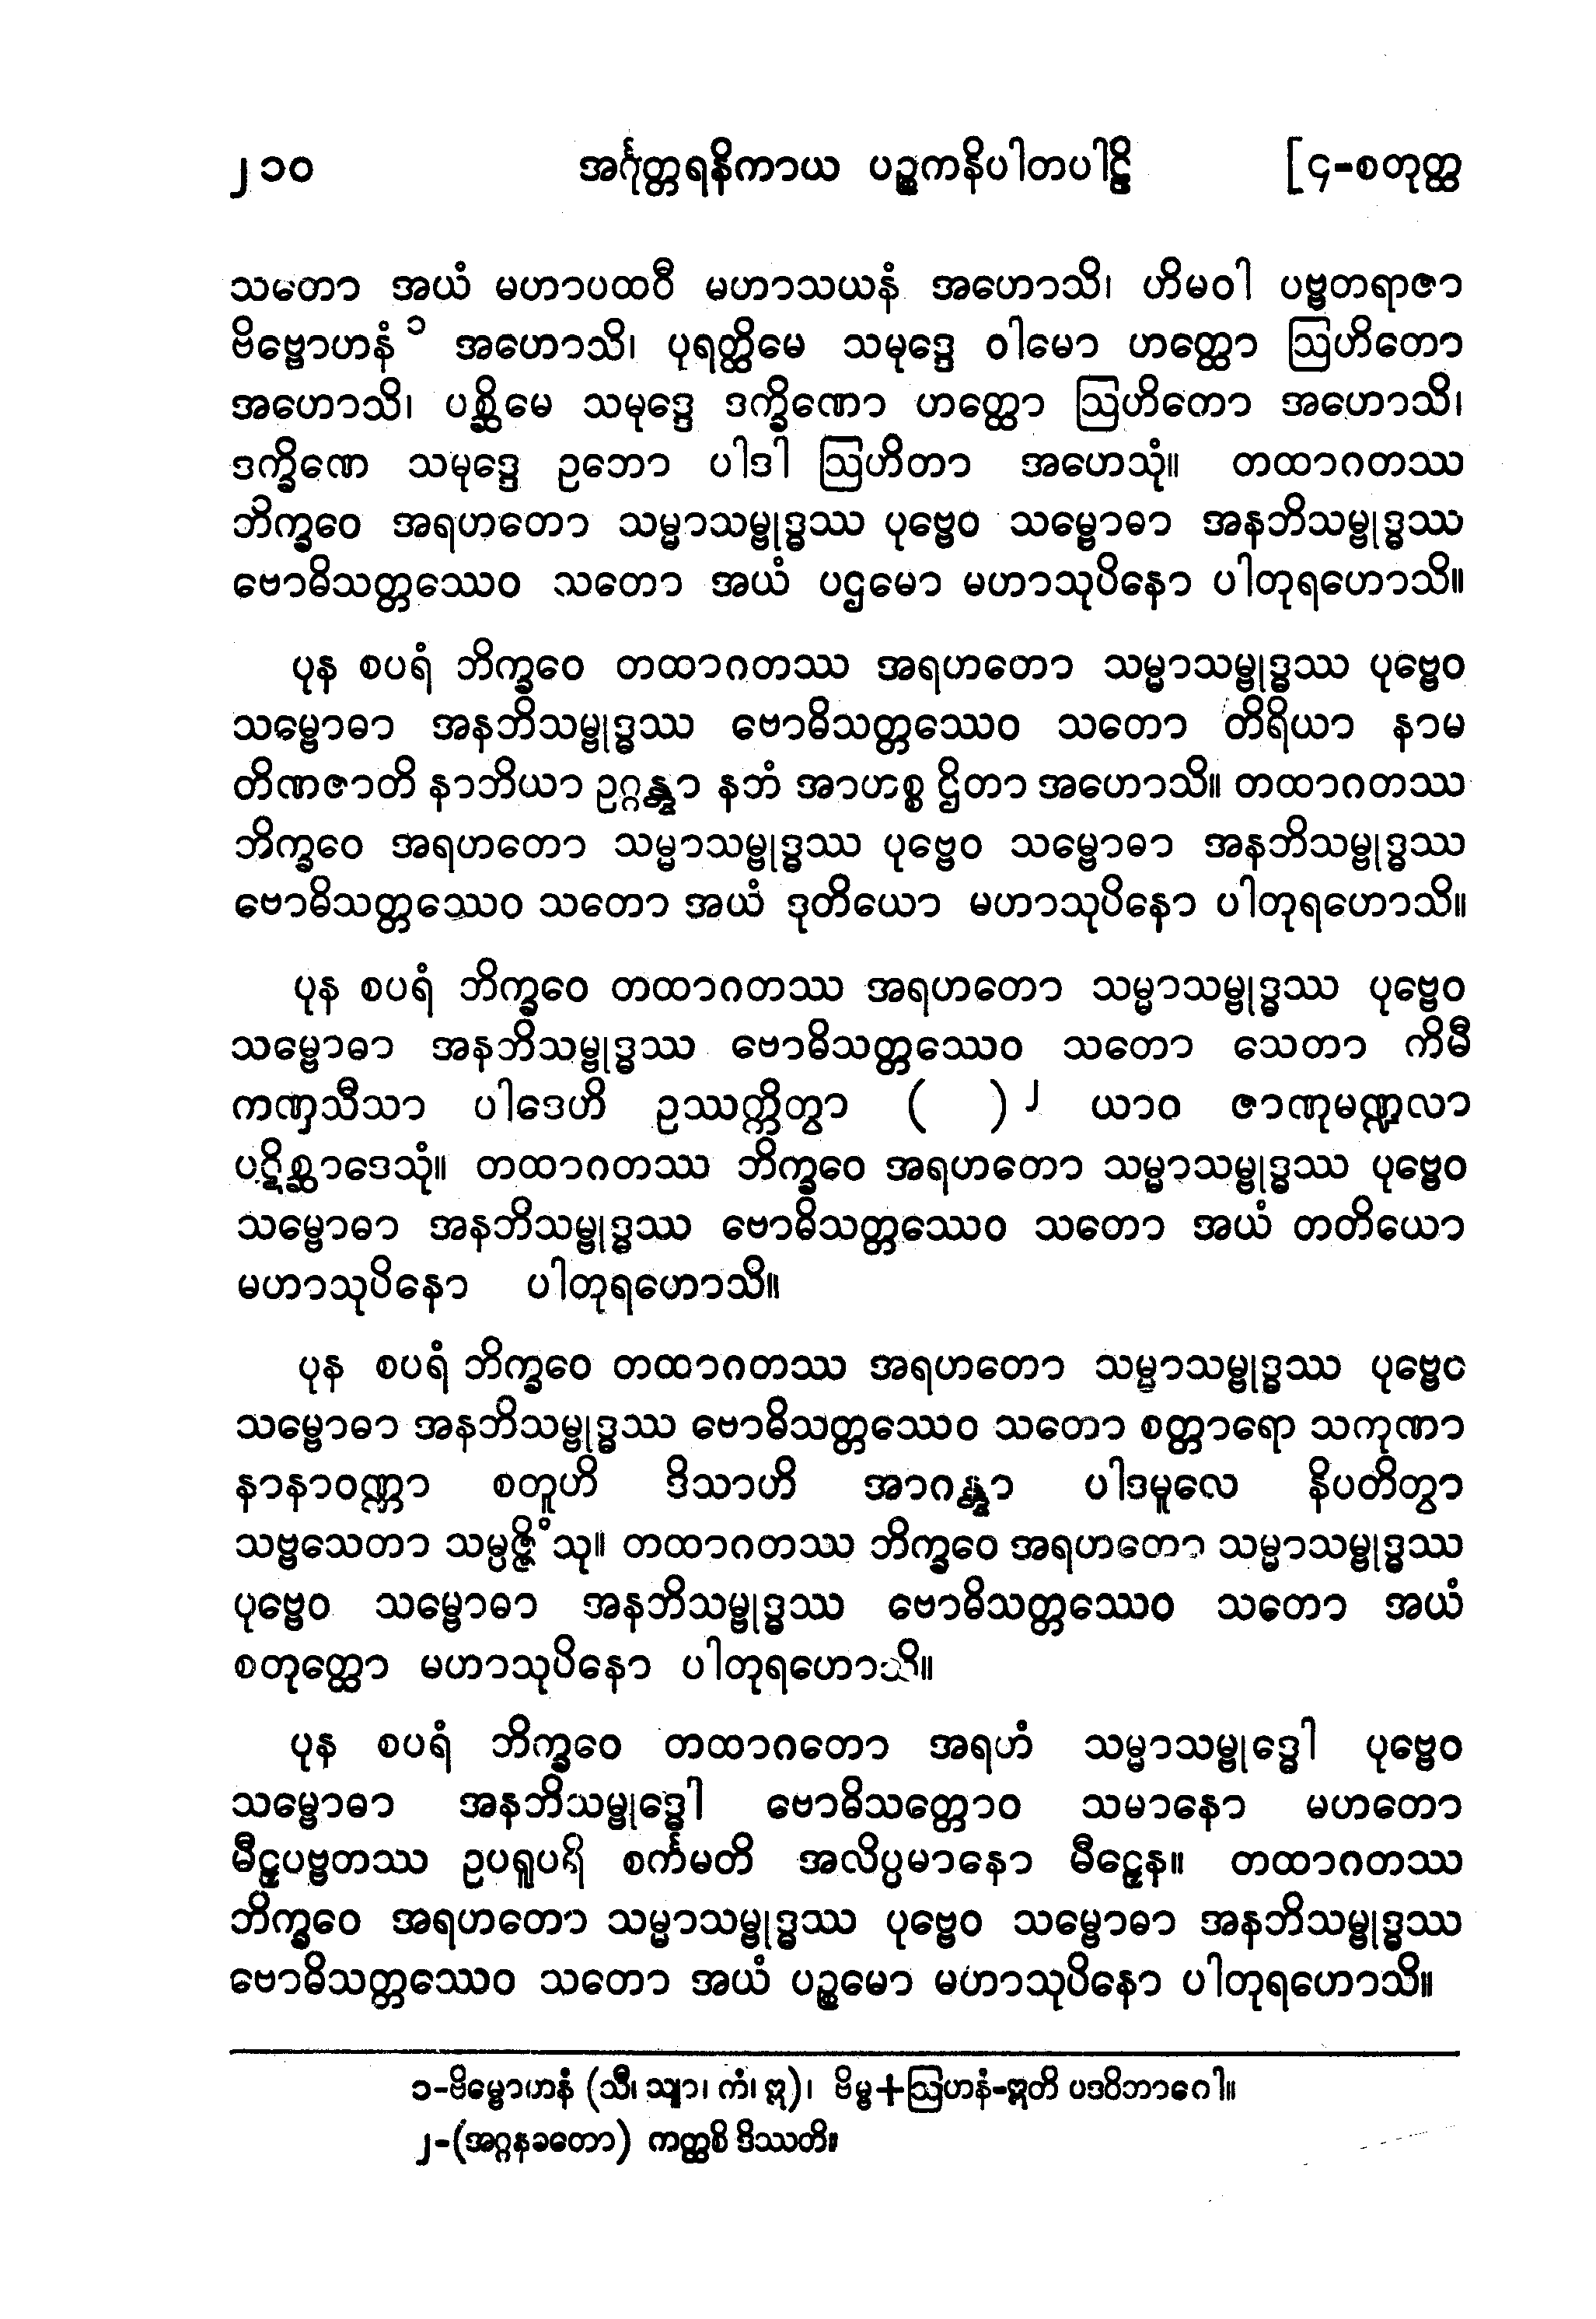 ၂၁၀ အင်္ဂုတ္တရနိကာယ ပဉ္စကနိပါတပါဠိ [၄-စတုတ္ထ
သတော အယံ မဟာပထဝီ မဟာသယနံ အဟောသိ၊ ဟိမဝါ ပဗ္ဗတရာဇာ
ဗိဗ္ဗောဟနံ ၁ အဟောသိ၊ ပုရတ္ထိမေ သမုဒ္ဒေ ဝါမော ဟတ္ထော ဩဟိတော
အဟောသိ၊ ပစ္ဆိမေ သမုဒ္ဒေ ဒက္ခိဏော ဟတ္ထော ဩဟိတော အဟောသိ၊
ဒက္ခိဏေ သမုဒ္ဒေ ဥဘော ပါဒါ ဩဟိတာ အဟေသုံ။ တထာဂတဿ
ဘိက္ခဝေ အရဟတော သမ္မာသမ္ဗုဒ္ဓဿ ပုဗ္ဗေဝ သမ္ဗောဓာ အနဘိသမ္ဗုဒ္ဓဿ
ဗောဓိသတ္တဿေဝ သတော အယံ ပဌမော မဟာသုပိနော ပါတုရဟောသိ။
ပုန စပရံ ဘိက္ခဝေ တထာဂတဿ အရဟတော သမ္မာသမ္ဗုဒ္ဓဿ ပုဗ္ဗေဝ
သမ္ဗောဓာ အနဘိသမ္ဗုဒ္ဓဿ ဗောဓိသတ္တဿေဝ သတော တိရိယာ နာမ
တိဏဇာတိ နာဘိယာ ဥဂ္ဂန္တွာ နဘံ အာဟစ္စ ဌိတာ အဟောသိ။ တထာဂတဿ
ဘိက္ခဝေ အရဟတော သမ္မာသမ္ဗုဒ္ဓဿ ပုဗ္ဗေဝ သမ္ဗောဓာ အနဘိသမ္ဗုဒ္ဓဿ
ဗောဓိသတ္တဿေဝ သတော အယံ ဒုတိယော မဟာသုပိနော ပါတုရဟောသိ။
ပုန စပရံ ဘိက္ခဝေ တထာဂတဿ အရဟတော သမ္မာသမ္ဗုဒ္ဓဿ ပုဗ္ဗေဝ
သမ္ဗောဓာ အနဘိသမ္ဗုဒ္ဓဿ ဗောဓိသတ္တဿေဝ သတော သေတာ ကိမီ
ကဏှသီသာ ပါဒေဟိ ဥဿက္ကိတွာ ( ) ၂ ယာဝ ဇာဏုမဏ္ဍလာ
ပဋိစ္ဆာဒေသုံ။ တထာဂတဿ ဘိက္ခဝေ အရဟတော သမ္မာသမ္ဗုဒ္ဓဿ ပုဗ္ဗေဝ
သမ္ဗောဓာ အနဘိသမ္ဗုဒ္ဓဿ ဗောဓိသတ္တဿေဝ သတော အယံ တတိယော
မဟာသုပိနော ပါတုရဟောသိ။
ပုန စပရံ ဘိက္ခဝေ တထာဂတဿ အရဟတော သမ္မာသမ္ဗုဒ္ဓဿ ပုဗ္ဗေဝ
သမ္ဗောဓာ အနဘိသမ္ဗုဒ္ဓဿ ဗောဓိသတ္တဿေဝ သတော စတ္တာရော သကုဏာ
နာနာဝဏ္ဏာ စတူဟိ ဒိသာဟိ အာဂန္တွာ ပါဒမူလေ နိပတိတွာ
သဗ္ဗသေတာ သမ္ပဇ္ဇိံသု။ တထာဂတဿ ဘိက္ခဝေ အရဟတော သမ္မာသမ္ဗုဒ္ဓဿ
ပုဗ္ဗေဝ သမ္ဗောဓာ အနဘိသမ္ဗုဒ္ဓဿ ဗောဓိသတ္တဿေဝ သတော အယံ
စတုတ္ထော မဟာသုပိနော ပါတုရဟောသိ။
ပုန စပရံ ဘိက္ခဝေ တထာဂတော အရဟံ သမ္မာသမ္ဗုဒ္ဓေါ ပုဗ္ဗေဝ
သမ္ဗောဓာ အနဘိသမ္ဗုဒ္ဓေါ ဗောဓိသတ္တောဝ သမာနော မဟတော
မီဠှပဗ္ဗတဿ ဥပရူပရိ စင်္ကမတိ အလိပ္ပမာနော မီဠှေန။ တထာဂတဿ
ဘိက္ခဝေ အရဟတော သမ္မာသမ္ဗုဒ္ဓဿ ပုဗ္ဗေဝ သမ္ဗောဓာ အနဘိသမ္ဗုဒ္ဓဿ
ဗောဓိသတ္တဿေဝ သတော အယံ ပဉ္စမော မဟာသုပိနော ပါတုရဟောသိ။
၁-ဗိမ္ဗောဟနံ (သီ၊ သျာ၊ ကံ၊ ဣ)၊ ဗိမ္ဗ+ဩဟနံ-ဣတိ ပဒဝိဘာဂေါ။
၂-(အဂ္ဂနခတော) ကတ္ထစိ ဒိဿတိ။